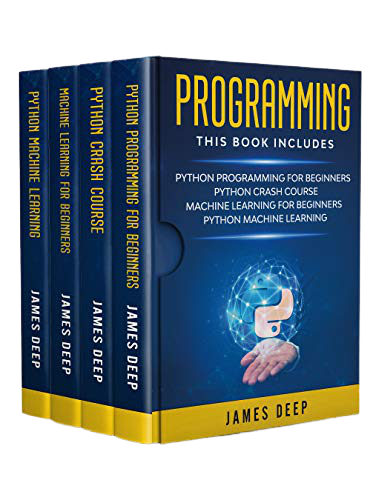 PYTHON MACHINE LEARNING
JAMES DEEP
MACHINE LEARNING FOR BEGINNERS
JAMES DEEP
PYTHON CRASH COURSE
JAMES DEEP
PYTHON PROGRAMMING FOR BEGINNERS
JAMES DEEP
PROGRAMMING
THIS BOOK INCLUDES
PYTHON PROGRAMMING FOR BEGINNERS
PYTHON CRASH COURSE
MACHINE LEARNING FOR BEGINNERS
PYTHON MACHINE LEARNING
JAMES DEEP